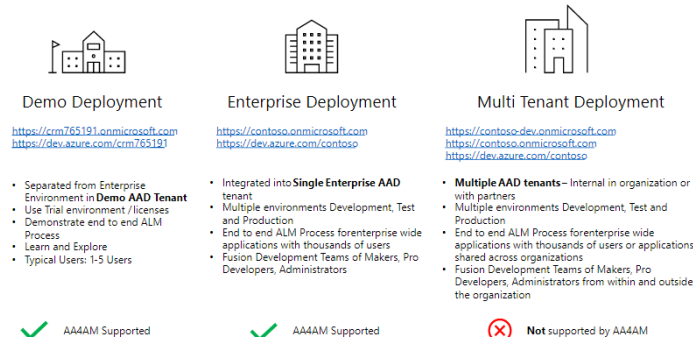 Demo Deployment
https://crm765191.onmicrosoft.com
https://dev.azure.com/crm765191
• Separated from Enterprise
Environment in Demo AAD Tenant
• Use Trial environment /licenses
• Demonstrate end to end ALM
Process
• Learn and Explore
• Typical Users: 1-5 Users
AA4AM Supported
Enterprise Deployment
https://contoso.onmicrosoft.com
https://dev.azure.com/contoso
• Integrated into Single Enterprise AAD
tenant
• Multiple environments Development, Test
and Production
• End to end ALM Process forenterprise wide
applications with thousands of users
• Fusion Development Teams of Makers, Pro
Developers, Administrators
AA4AM Supported
Multi Tenant Deployment
https://contoso-dev.onmicrosoft.com
https://contoso.onmicrosoft.com
https://dev.azure.com/contoso
• Multiple AAD tenants – Internal in organization or
with partners
• Multiple environments Development, Test and
Production
• End to end ALM Process forenterprise wide
applications with thousands of users or applications
shared across organizations
• Fusion Development Teams of Makers, Pro
Developers, Administrators from within and outside
the organization
Not supported by AA4AM